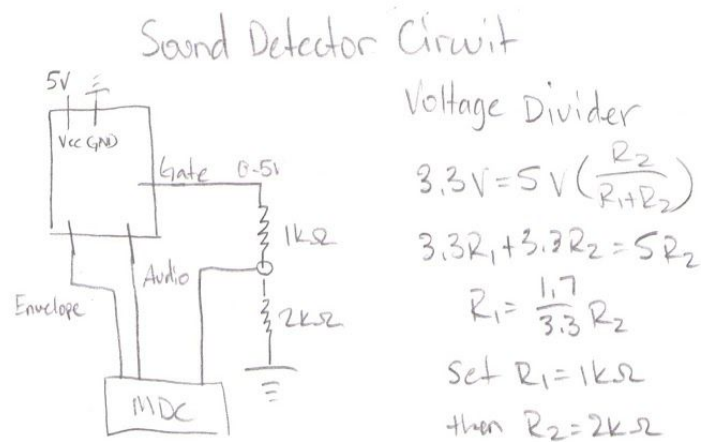 Sound Detector Circuit
5V
Vcc GND
Gate 0-5V
1kΩ
Audio
Envelope
2kΩ
MDC
Voltage Divider
3.3V=5V(R₂/(R₁+R₂))
3.3R₁+3.3R₂=5R₂
R₁=1.7/3.3 R₂
Set R₁=1kΩ
then R₂=2kΩ